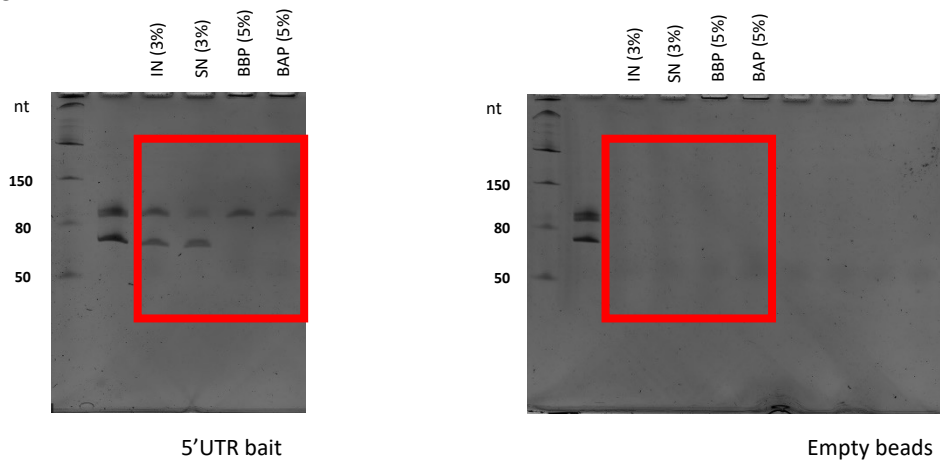 IN (3%)
SN (3%)
BBP (5%)
BAP (5%)
nt
150
80
50
5’UTR bait
IN (3%)
SN (3%)
BBP (5%)
BAP (5%)
nt
150
80
50
Empty beads